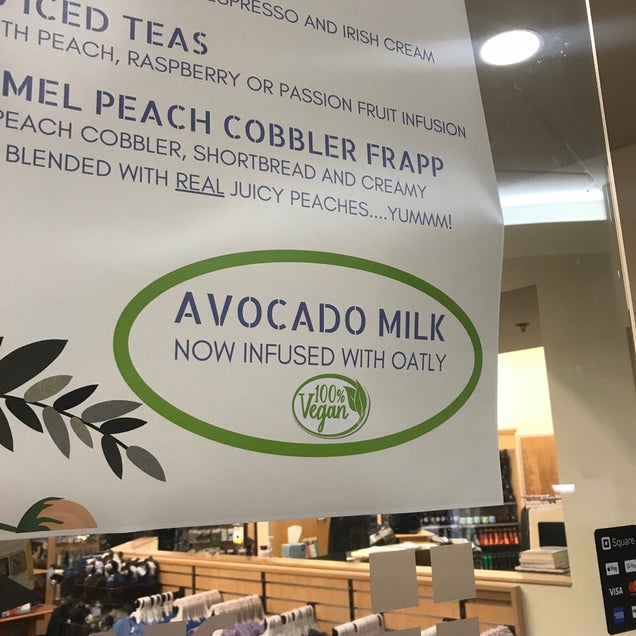 ESPRESSO AND IRISH CREAM
ICED TEAS
TH PEACH, RASPBERRY OR PASSION FRUIT INFUSION
MEL PEACH COBBLER FRAPP
PEACH COBBLER, SHORTBREAD AND CREAMY
BLENDED WITH REAL JUICY PEACHES....YUMMM!
AVOCADO MILK
NOW INFUSED WITH OATLY
100%
Vegan
Square
Pay
VISA